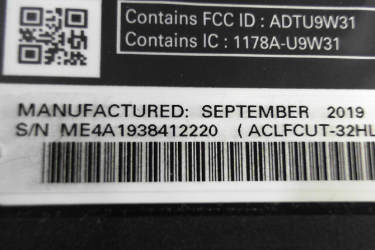 Contains FCC ID : ADTU9W31
Contains IC : 1178A-U9W31
MANUFACTURED: SEPTEMBER 2019
S/N ME4A1938412220 ( ACLFCUT-32HU